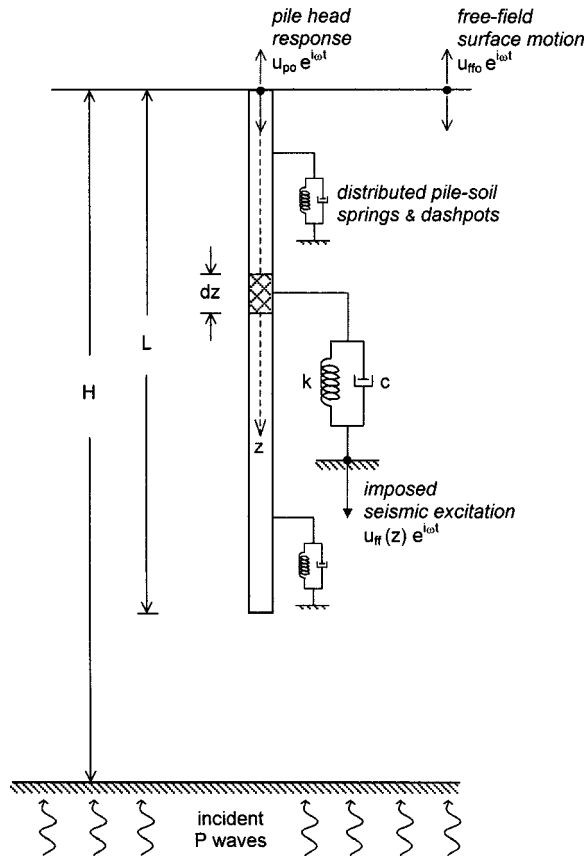 pile head
response
u_po e^iωt
free-field
surface motion
u_ffo e^iωt
distributed pile-soil
springs & dashpots
dz
L
H
k
c
z
imposed
seismic excitation
u_ff (z) e^iωt
incident
P waves